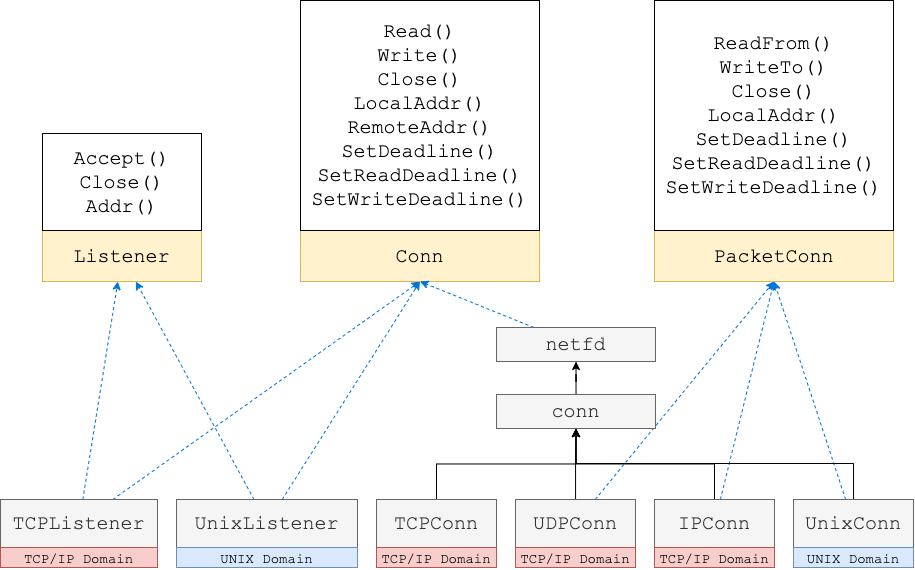 Accept()
Close()
Addr()
Listener
Read()
Write()
Close()
LocalAddr()
RemoteAddr()
SetDeadline()
SetReadDeadline()
SetWriteDeadline()
Conn
ReadFrom()
WriteTo()
Close()
LocalAddr()
SetDeadline()
SetReadDeadline()
SetWriteDeadline()
PacketConn
netfd
conn
TCPListener
TCP/IP Domain
UnixListener
UNIX Domain
TCPConn
TCP/IP Domain
UDPConn
TCP/IP Domain
IPConn
TCP/IP Domain
UnixConn
UNIX Domain